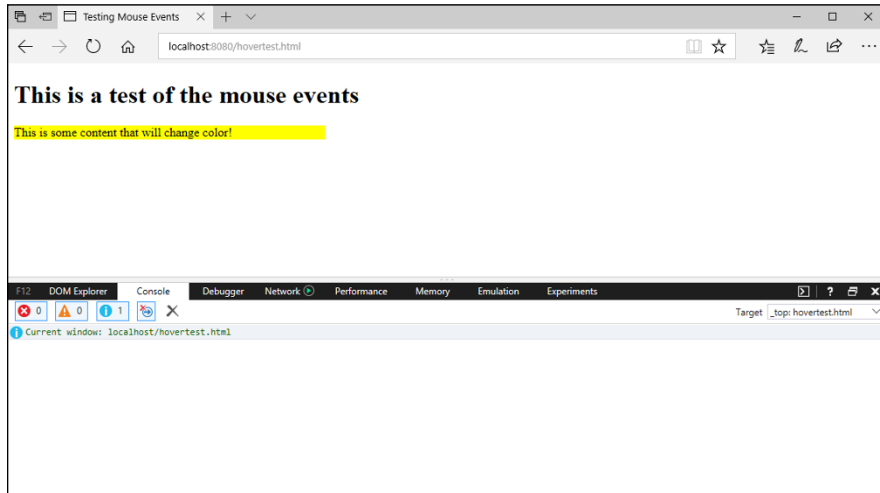 Testing Mouse Events
localhost:8080/hovertest.html
This is a test of the mouse events
This is some content that will change color!
F12 DOM Explorer Console Debugger Network Performance Memory Emulation Experiments ?
0 0 1 Target _top: hovertest.html
Current window: localhost/hovertest.html